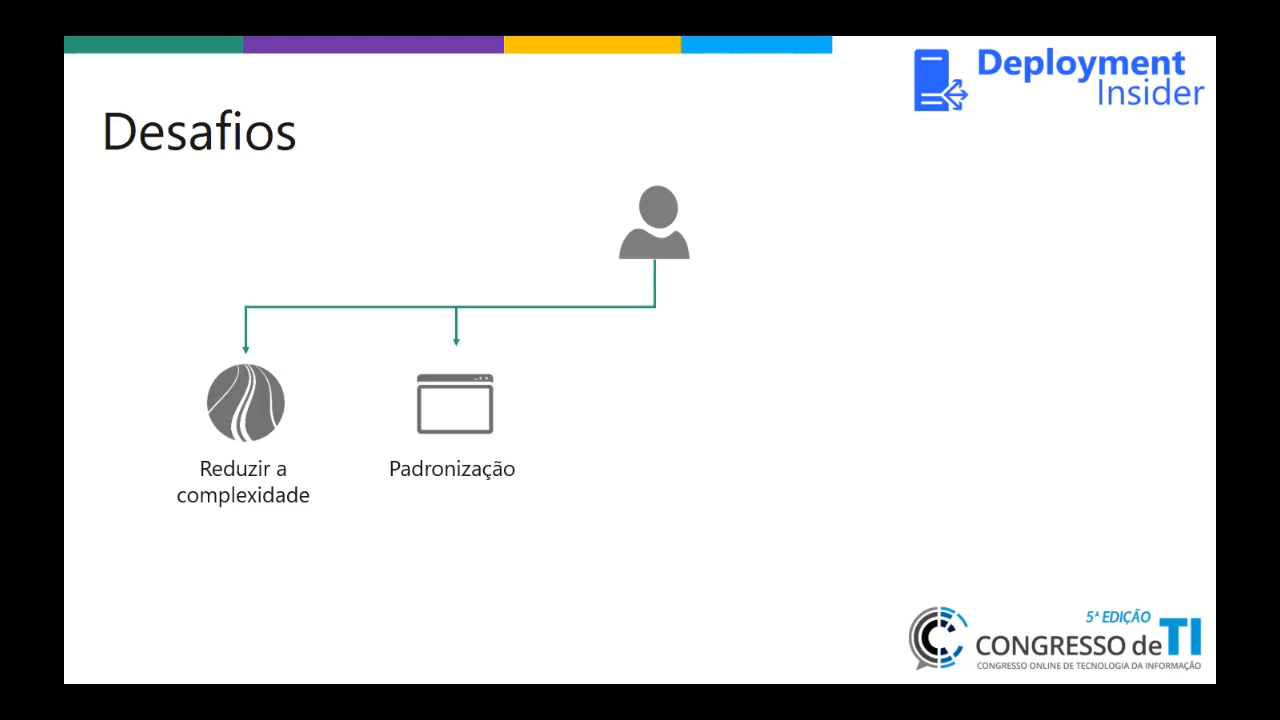 Deployment
Insider
Desafios
Reduzir a
complexidade
Padronização
5ª EDIÇÃO
CONGRESSO de TI
CONGRESSO ONLINE DE TECNOLOGIA DA INFORMAÇÃO